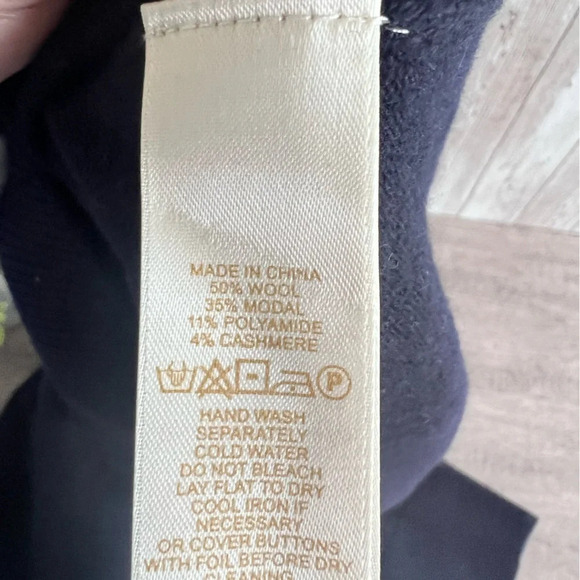 MADE IN CHINA
50% WOOL
35% MODAL
11% POLYAMIDE
4% CASHMERE
P
HAND WASH
SEPARATELY
COLD WATER
DO NOT BLEACH
LAY FLAT TO DRY
COOL IRON IF
NECESSARY
OR COVER BUTTONS
WITH FOIL BEFORE DRY
CLEANING